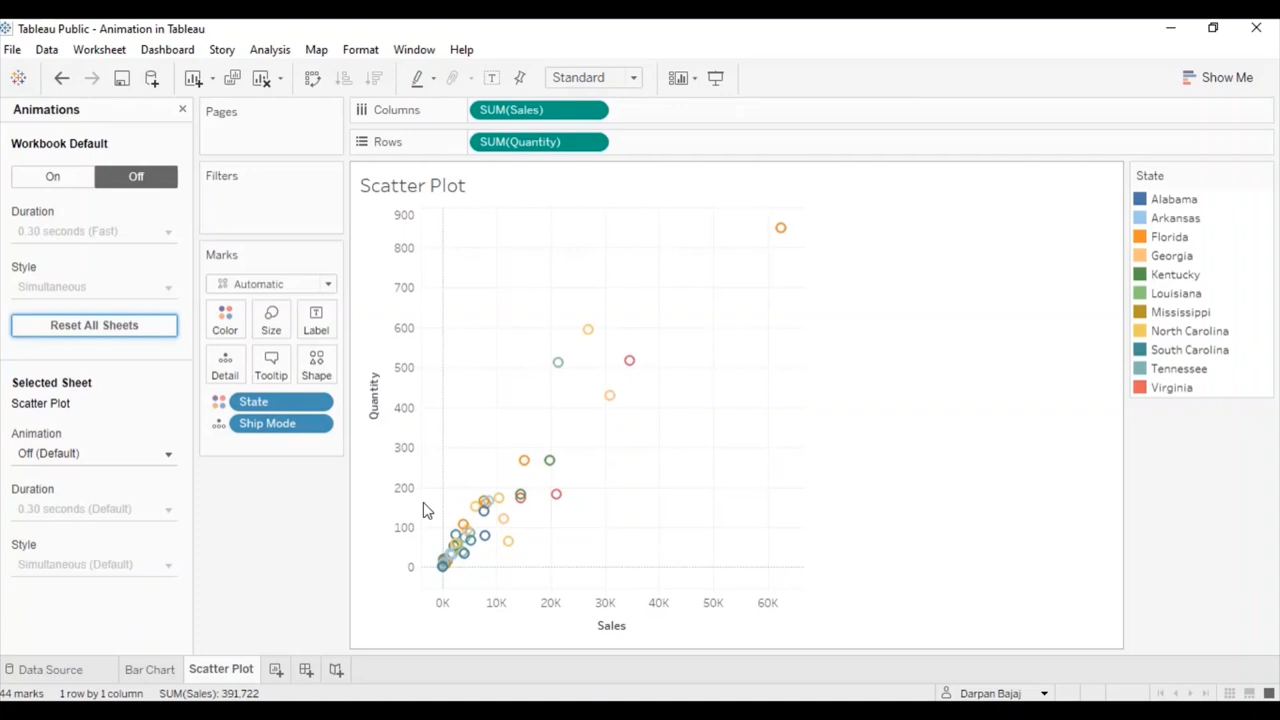 Tableau Public - Animation in Tableau
File Data Worksheet Dashboard Story Analysis Map Format Window Help
Standard
Show Me
Animations
Workbook Default
On Off
Duration
0.30 seconds (Fast)
Style
Simultaneous
Reset All Sheets
Selected Sheet
Scatter Plot
Animation
Off (Default)
Duration
0.30 seconds (Default)
Style
Simultaneous (Default)
Pages
Filters
Marks
Automatic
Color Size Label
Detail Tooltip Shape
State
Ship Mode
Columns SUM(Sales)
Rows SUM(Quantity)
Scatter Plot
900
800
700
600
500
400
300
200
100
0
Quantity
0K 10K 20K 30K 40K 50K 60K
Sales
State
Alabama
Arkansas
Florida
Georgia
Kentucky
Louisiana
Mississippi
North Carolina
South Carolina
Tennessee
Virginia
Data Source Bar Chart Scatter Plot
44 marks 1 row by 1 column SUM(Sales): 391,722 Darpan Bajaj